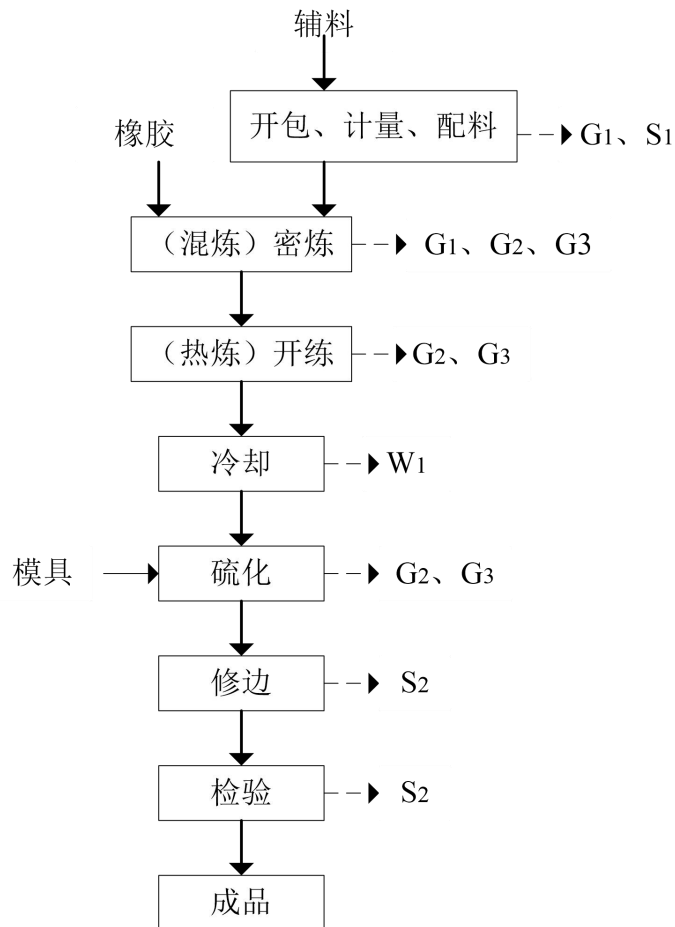 辅料
开包、计量、配料
G1、S1
橡胶
（混炼）密炼
G1、G2、G3
（热炼）开练
G2、G3
冷却
W1
模具
硫化
G2、G3
修边
S2
检验
S2
成品